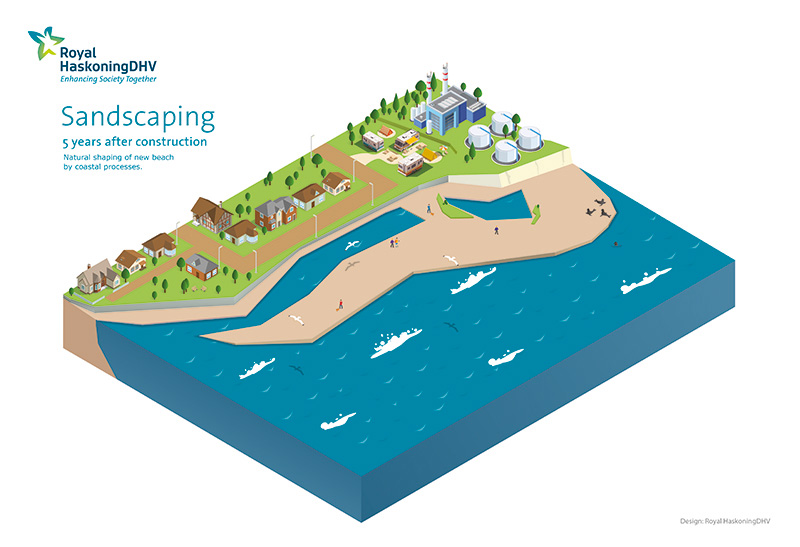 Royal
HaskoningDHV
Enhancing Society Together
Sandscaping
5 years after construction
Natural shaping of new beach
by coastal processes.
Design: Royal HaskoningDHV